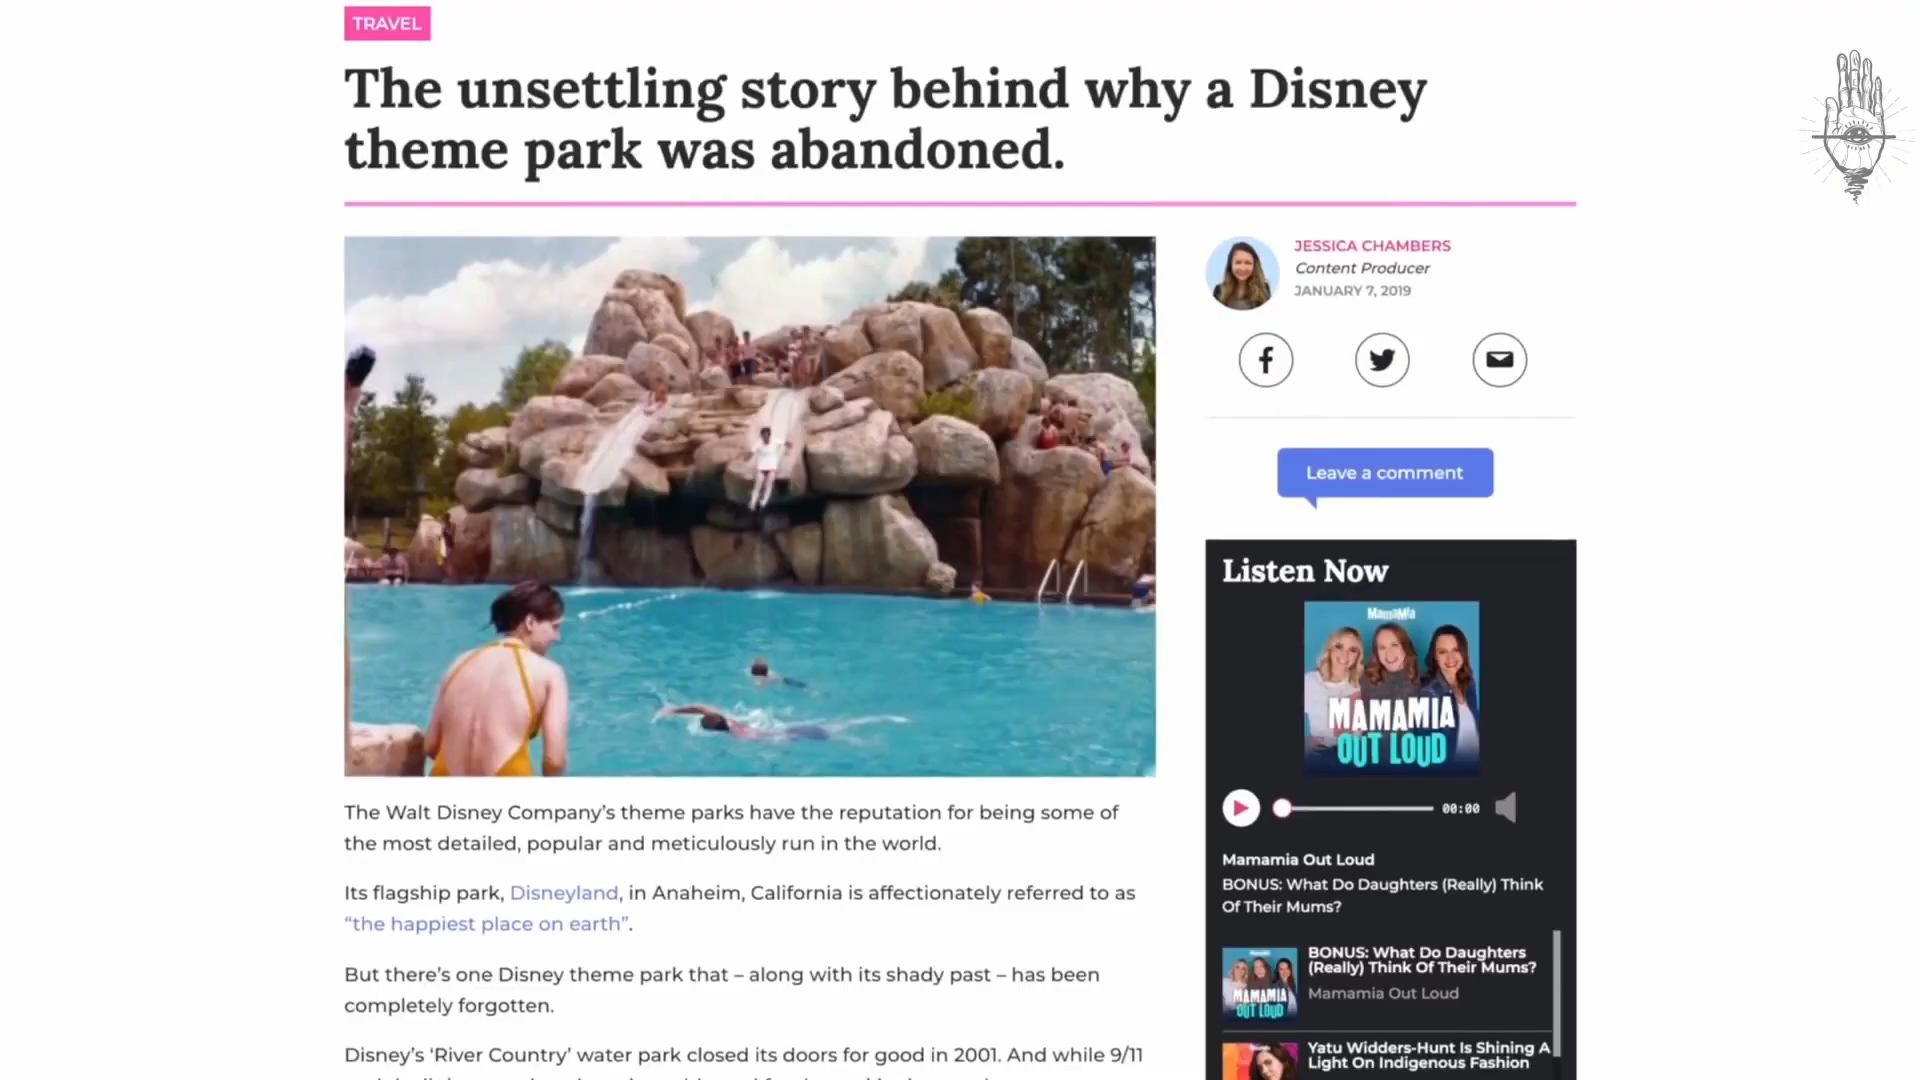 TRAVEL
The unsettling story behind why a Disney
theme park was abandoned.
JESSICA CHAMBERS
Content Producer
JANUARY 7, 2019
Leave a comment
Listen Now
MamaMia
MAMAMIA
OUT LOUD
00:00
Mamamia Out Loud
BONUS: What Do Daughters (Really) Think
Of Their Mums?
BONUS: What Do Daughters
(Really) Think Of Their Mums?
Mamamia Out Loud
MAMAMIA
OUT LOUD
Yatu Widders-Hunt Is Shining A
Light On Indigenous Fashion
The Walt Disney Company’s theme parks have the reputation for being some of
the most detailed, popular and meticulously run in the world.
Its flagship park, Disneyland, in Anaheim, California is affectionately referred to as
“the happiest place on earth”.
But there’s one Disney theme park that – along with its shady past – has been
completely forgotten.
Disney’s ‘River Country’ water park closed its doors for good in 2001. And while 9/11